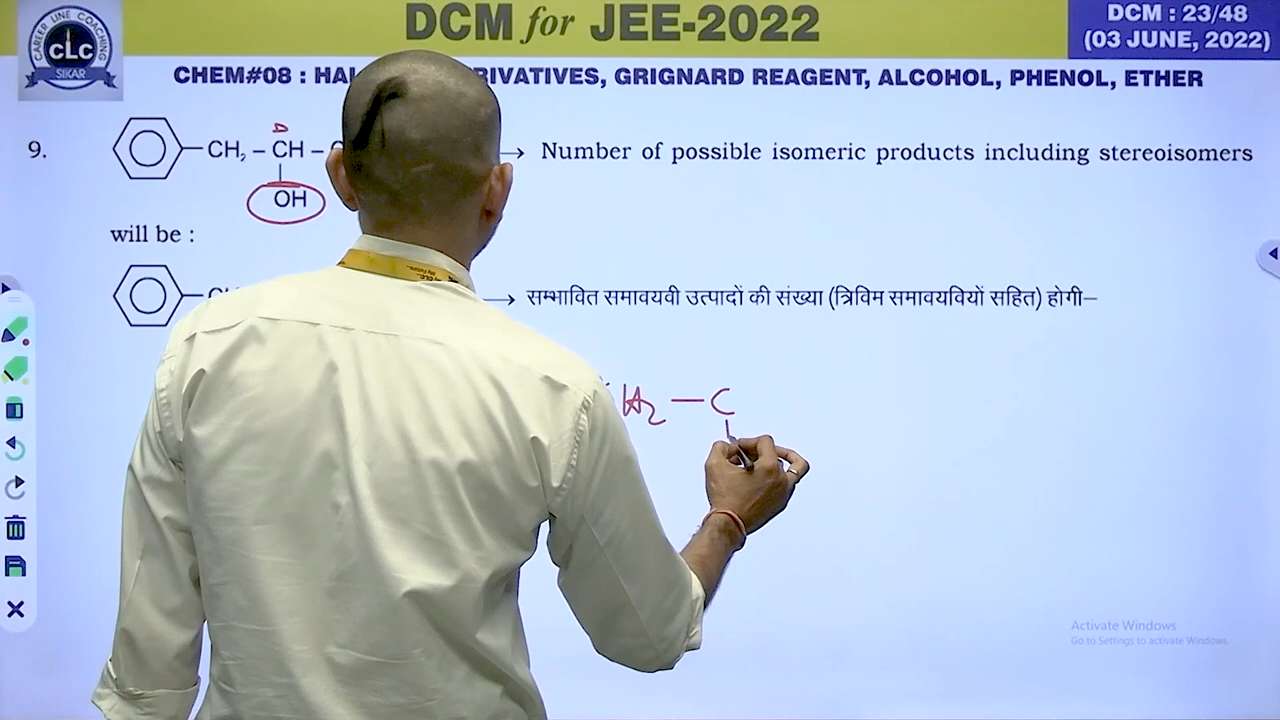 DCM for JEE-2022
DCM : 23/48
(03 JUNE, 2022)
CAREER LINE COACHING
CLC
SIKAR
CHEM#08 : RIVATIVES, GRIGNARD REAGENT, ALCOHOL, PHENOL, ETHER
9.
CH₂ – CH –
OH
→ Number of possible isomeric products including stereoisomers
will be :
→ सम्भावित समावयवी उत्पादों की संख्या (त्रिविम समावयवियों सहित) होगी–
H2 — C
Activate Windows
Go to Settings to activate Windows.